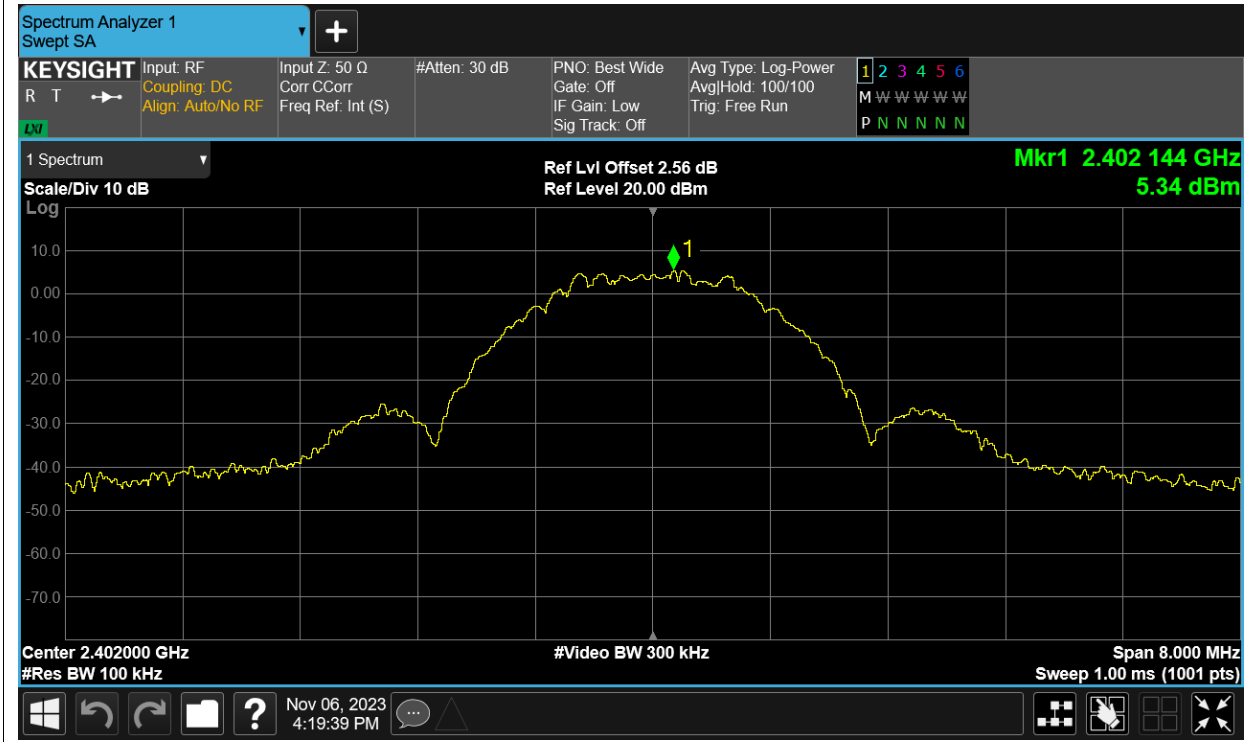 Spectrum Analyzer 1
Swept SA
KEYSIGHT
R T
LXI
Input: RF
Coupling: DC
Align: Auto/No RF
Input Z: 50 Ω
Corr CCorr
Freq Ref: Int (S)
#Atten: 30 dB
PNO: Best Wide
Gate: Off
IF Gain: Low
Sig Track: Off
Avg Type: Log-Power
Avg|Hold: 100/100
Trig: Free Run
1 2 3 4 5 6
M W W W W W
P N N N N N
1 Spectrum
Scale/Div 10 dB
Log
Ref Lvl Offset 2.56 dB
Ref Level 20.00 dBm
Mkr1 2.402 144 GHz
5.34 dBm
1
10.0
0.00
-10.0
-20.0
-30.0
-40.0
-50.0
-60.0
-70.0
Center 2.402000 GHz
#Res BW 100 kHz
#Video BW 300 kHz
Span 8.000 MHz
Sweep 1.00 ms (1001 pts)
?
Nov 06, 2023
4:19:39 PM